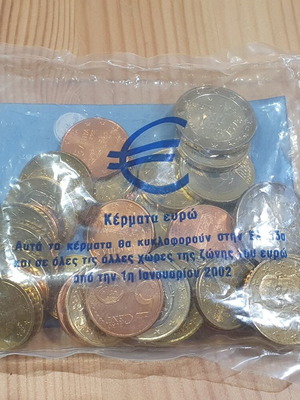 Κέρματα ευρώ
Αυτά τα κέρματα θα κυκλοφορούν στην
και σε όλες τις άλλες χώρες της ζώνης του ευρώ
από την 1η Ιανουαρίου 2002